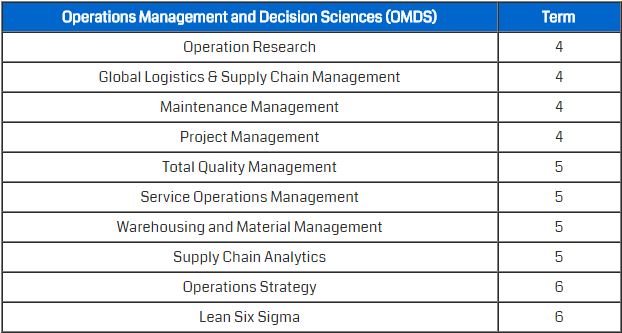 Operations Management and Decision Sciences (OMDS) Term
Operation Research 4
Global Logistics & Supply Chain Management 4
Maintenance Management 4
Project Management 4
Total Quality Management 5
Service Operations Management 5
Warehousing and Material Management 5
Supply Chain Analytics 5
Operations Strategy 6
Lean Six Sigma 6